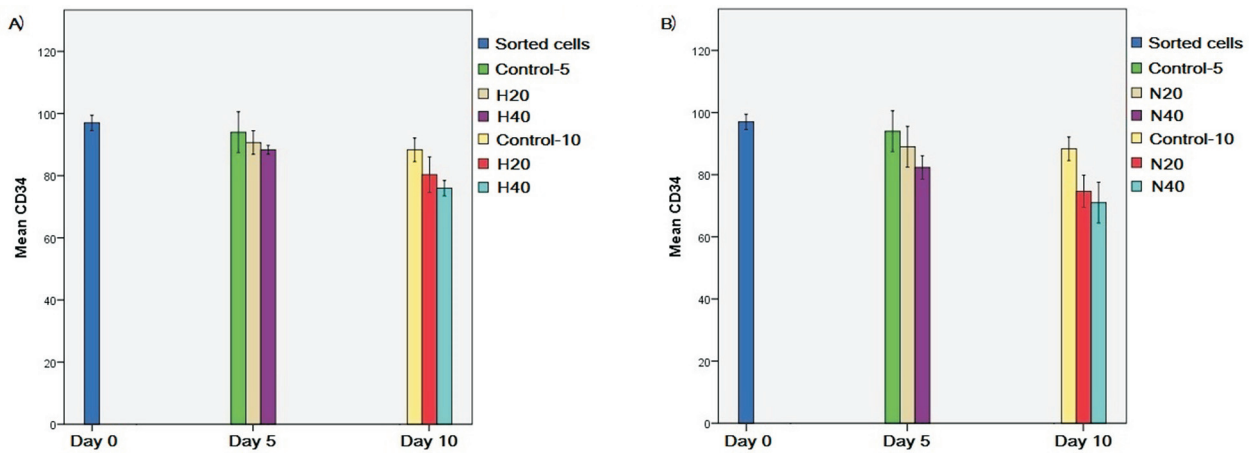 A)
Mean CD34
120
100
80
60
40
20
0
Day 0
Day 5
Day 10
Sorted cells
Control-5
H20
H40
Control-10
H20
H40
B)
Mean CD34
120
100
80
60
40
20
0
Day 0
Day 5
Day 10
Sorted cells
Control-5
N20
N40
Control-10
N20
N40